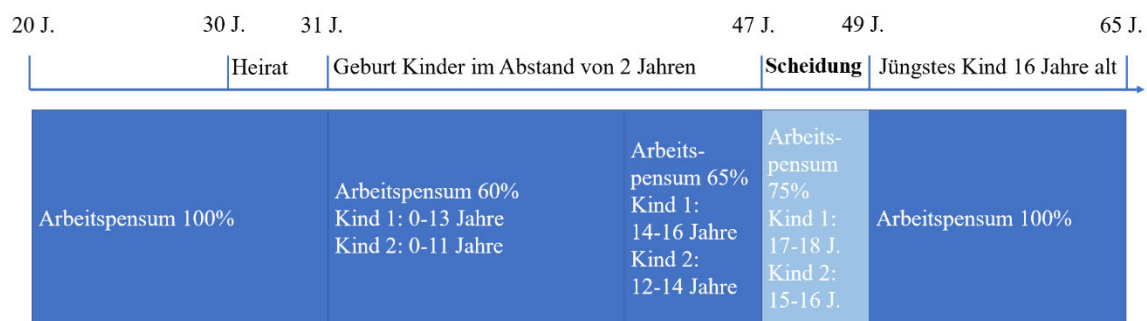 20 J.
30 J.
31 J.
47 J.
49 J.
65 J.
Heirat
Geburt Kinder im Abstand von 2 Jahren
Scheidung
Jüngstes Kind 16 Jahre alt
Arbeitspensum 100%
Arbeitspensum 60%
Kind 1: 0-13 Jahre
Kind 2: 0-11 Jahre
Arbeits-
pensum 65%
Kind 1:
14-16 Jahre
Kind 2:
12-14 Jahre
Arbeits-
pensum
75%
Kind 1:
17-18 J.
Kind 2:
15-16 J.
Arbeitspensum 100%